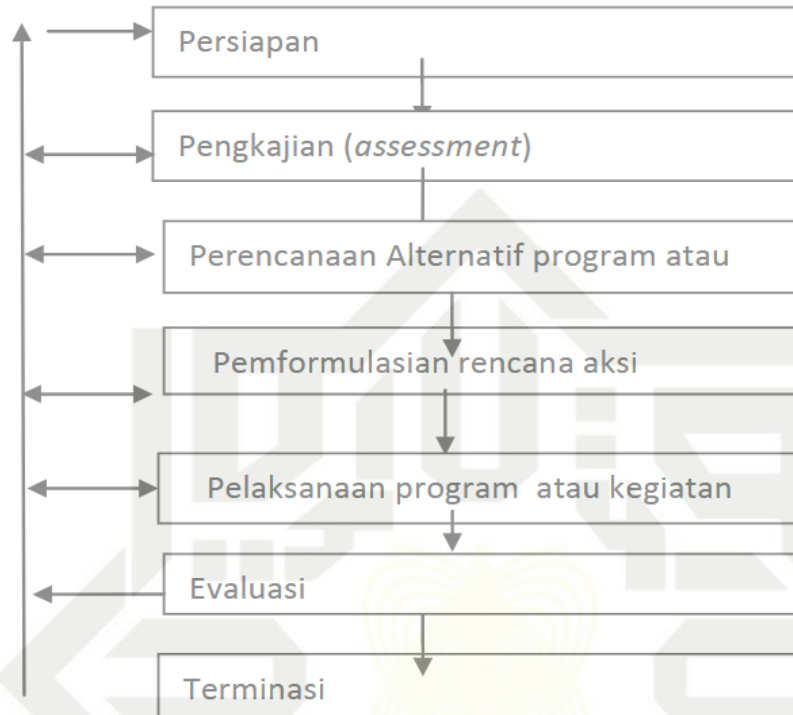 Persiapan
Pengkajian (assessment)
Perencanaan Alternatif program atau
Pemformulasian rencana aksi
Pelaksanaan program atau kegiatan
Evaluasi
Terminasi